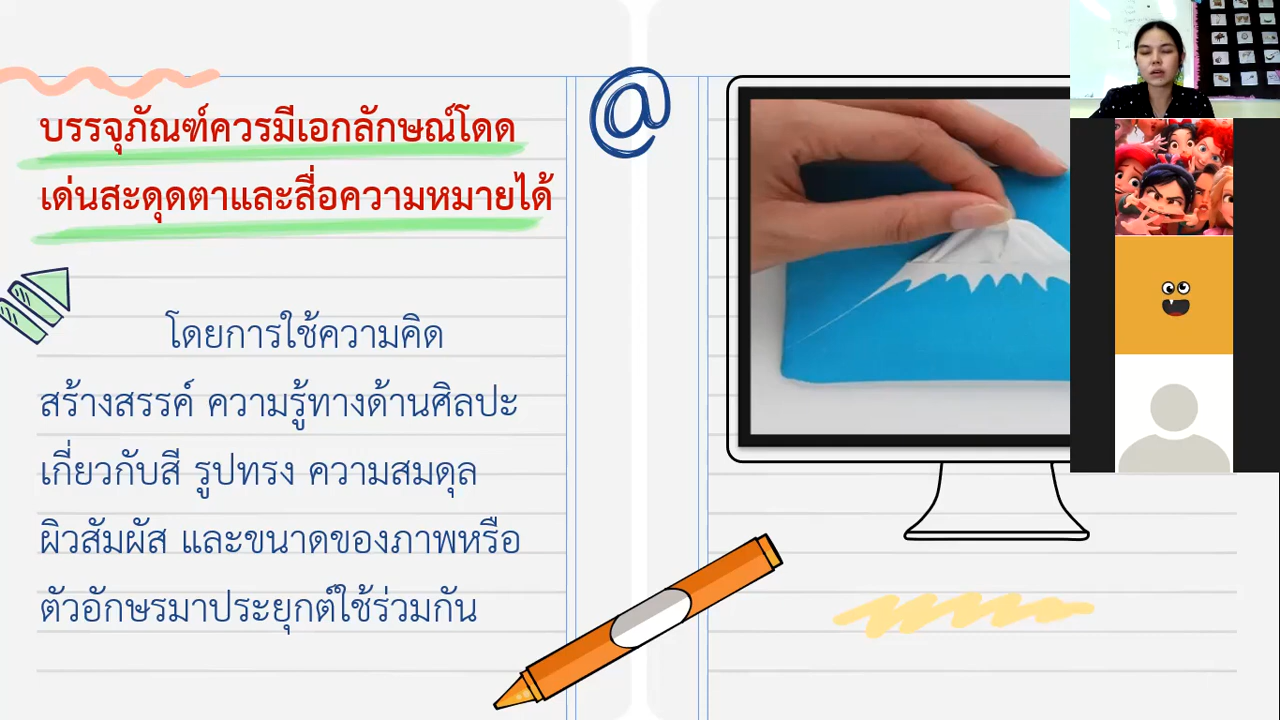 บรรจุภัณฑ์ควรมีเอกลักษณ์โดด
เด่นสะดุดตาและสื่อความหมายได้
@
โดยการใช้ความคิด
สร้างสรรค์ ความรู้ทางด้านศิลปะ
เกี่ยวกับสี รูปทรง ความสมดุล
ผิวสัมผัส และขนาดของภาพหรือ
ตัวอักษรมาประยุกต์ใช้ร่วมกัน